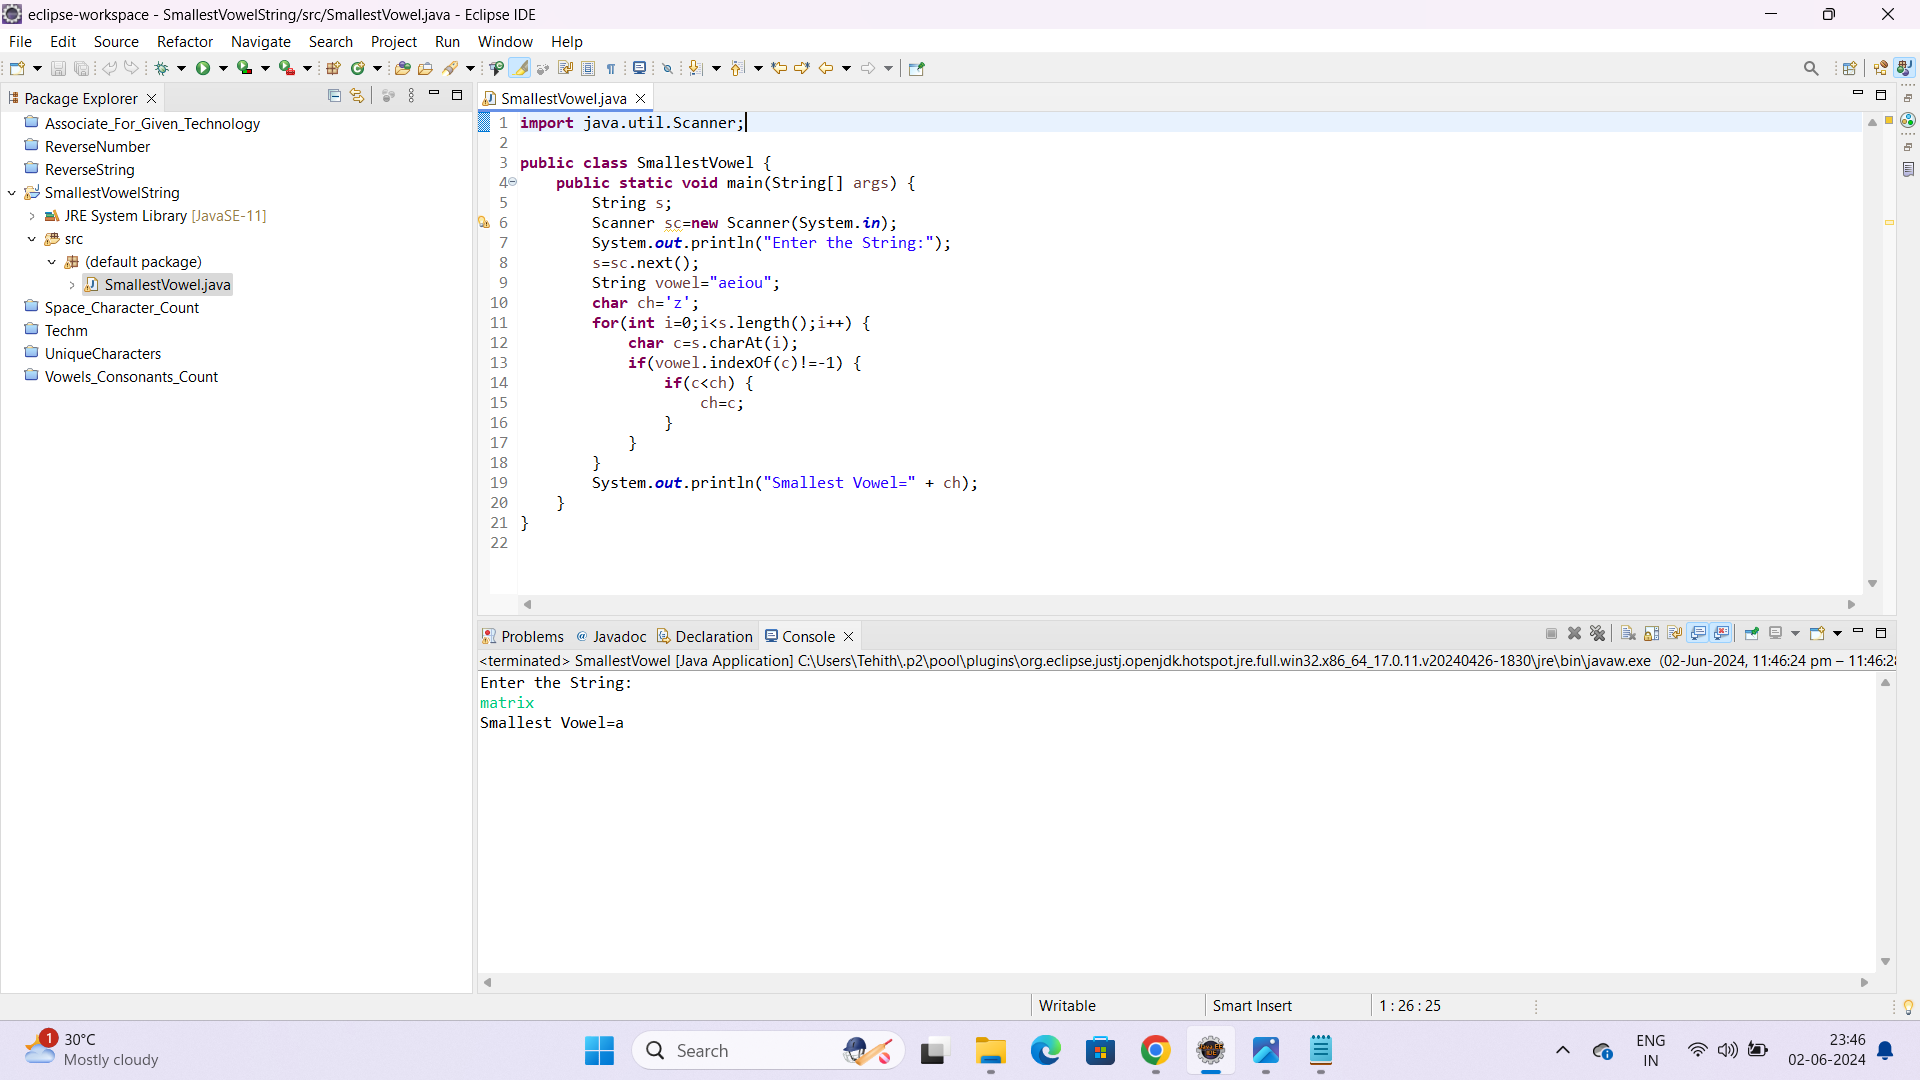 eclipse-workspace - SmallestVowelString/src/SmallestVowel.java - Eclipse IDE
File Edit Source Refactor Navigate Search Project Run Window Help
Package Explorer
Associate_For_Given_Technology
ReverseNumber
ReverseString
SmallestVowelString
JRE System Library [JavaSE-11]
src
(default package)
SmallestVowel.java
Space_Character_Count
Techm
UniqueCharacters
Vowels_Consonants_Count
SmallestVowel.java
1 import java.util.Scanner;
2
3 public class SmallestVowel {
4 public static void main(String[] args) {
5 String s;
6 Scanner sc=new Scanner(System.in);
7 System.out.println("Enter the String:");
8 s=sc.next();
9 String vowel="aeiou";
10 char ch='z';
11 for(int i=0;i<s.length();i++) {
12 char c=s.charAt(i);
13 if(vowel.indexOf(c)!=-1) {
14 if(c<ch) {
15 ch=c;
16 }
17 }
18 }
19 System.out.println("Smallest Vowel=" + ch);
20 }
21 }
22
Problems @ Javadoc Declaration Console
<terminated> SmallestVowel [Java Application] C:\Users\Tehith\.p2\pool\plugins\org.eclipse.justj.openjdk.hotspot.jre.full.win32.x86_64_17.0.11.v20240426-1830\jre\bin\javaw.exe (02-Jun-2024, 11:46:24 pm – 11:46:28
Enter the String:
matrix
Smallest Vowel=a
Writable Smart Insert 1 : 26 : 25
1
30°C
Mostly cloudy
Search
ENG
IN
23:46
02-06-2024